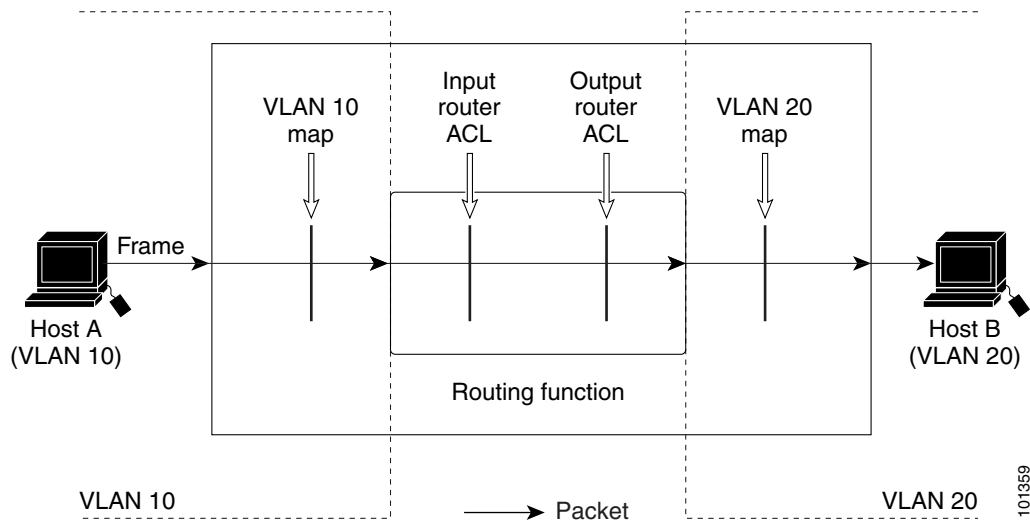 VLAN 10
map
Input
router
ACL
Output
router
ACL
VLAN 20
map
Frame
Host A
(VLAN 10)
Host B
(VLAN 20)
Routing function
VLAN 10
Packet
VLAN 20
101359